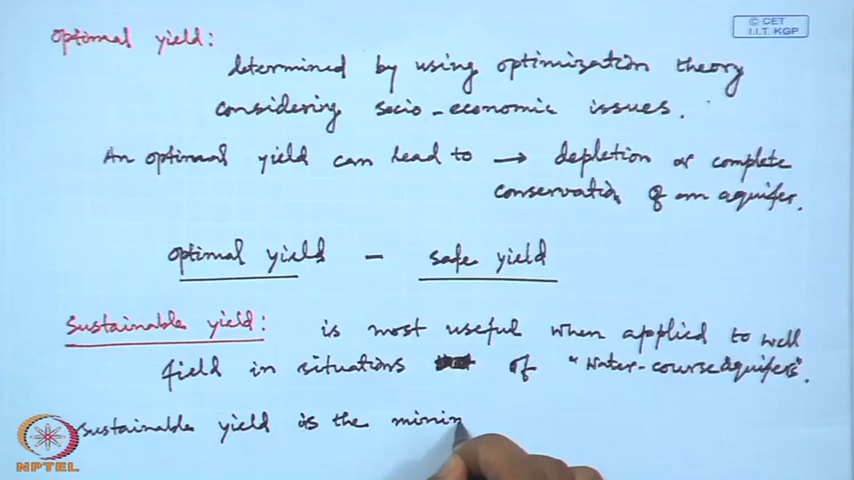 © CET
I.I.T. KGP
Optimal yield:
determined by using optimization theory
considering socio-economic issues.
An optimal yield can lead to → depletion or complete
conservation of an aquifer.
optimal yield - safe yield
Sustainable yield: is most useful when applied to well
field in situations of "Water-course aquifers".
Sustainable yield is the minim
NPTEL